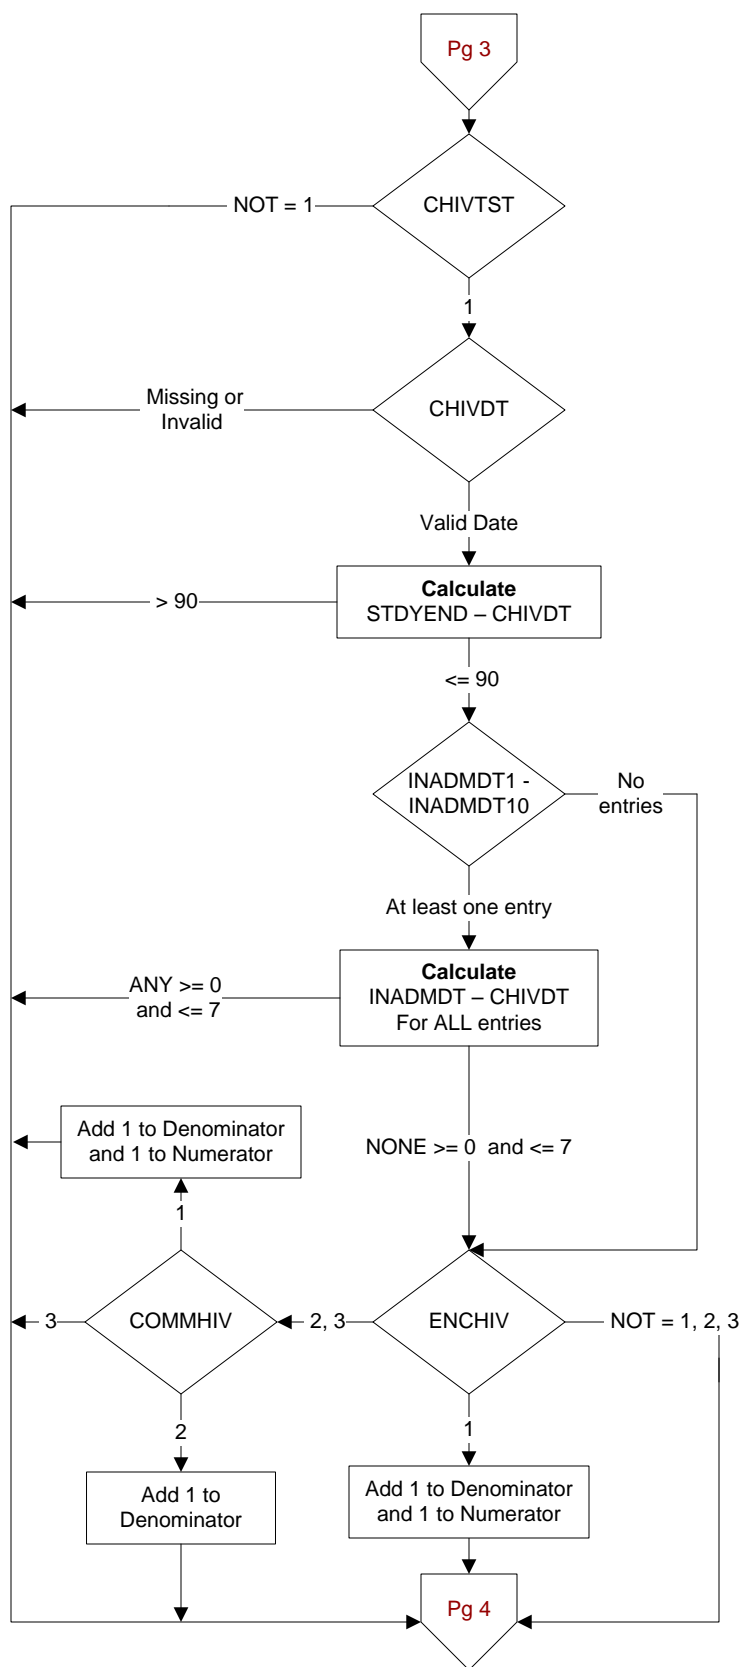 Pg 3
NOT = 1
CHIVTST
1
Missing or
Invalid
CHIVDT
Valid Date
Calculate
STDYEND – CHIVDT
> 90
<= 90
INADMDT1 -
INADMDT10
No
entries
At least one entry
Calculate
INADMDT – CHIVDT
For ALL entries
ANY >= 0
and <= 7
Add 1 to Denominator
and 1 to Numerator
NONE >= 0 and <= 7
1
3
COMMHIV
2, 3
ENCHIV
NOT = 1, 2, 3
2
1
Add 1 to
Denominator
Add 1 to Denominator
and 1 to Numerator
Pg 4